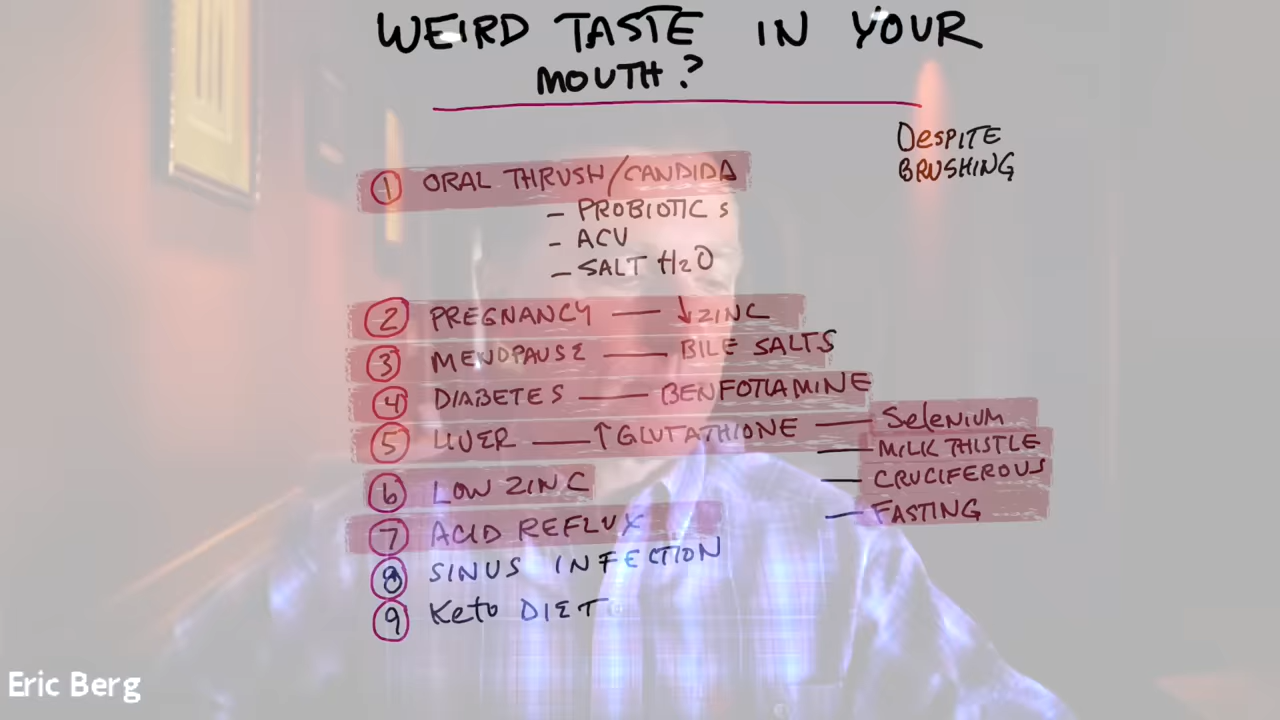 WEIRD TASTE IN YOUR
MOUTH?
DESPITE
BRUSHING
1 ORAL THRUSH/CANDIDA
- PROBIOTICS
- ACV
- SALT H2O
2 PREGNANCY — ↓ZINC
3 MENOPAUSE — BILE SALTS
4 DIABETES — BENFOTIAMINE
5 LIVER — ↑GLUTATHIONE — SELENIUM
— MILK THISTLE
— CRUCIFEROUS
— FASTING
6 LOW ZINC
7 ACID REFLUX
8 SINUS INFECTION
9 Keto DIET
Eric Berg